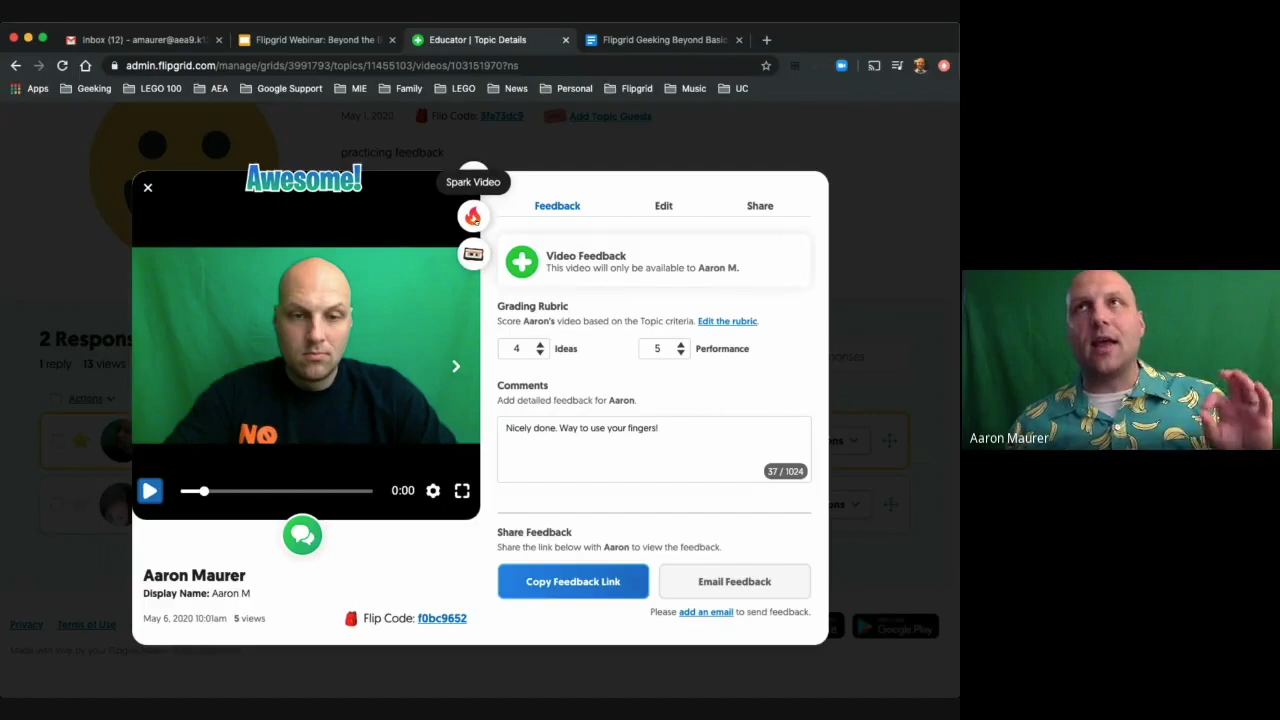 inbox (12) - amaurer@aea9.k1
Flipgrid Webinar: Beyond the B
Educator | Topic Details
Flipgrid Geeking Beyond Basic
admin.flipgrid.com/manage/grids/3991793/topics/11455103/videos/103151970?ns
Apps Geeking LEGO 100 AEA Google Support MIE Family LEGO News Personal Flipgrid Music UC
May 1, 2020 Flip Code: 3fa73dc9 Add Topic Guests
practicing feedback
Awesome!
Spark Video
Feedback Edit Share
Video Feedback
This video will only be available to Aaron M.
Grading Rubric
Score Aaron's video based on the Topic criteria. Edit the rubric.
4 Ideas 5 Performance
Comments
Add detailed feedback for Aaron.
Nicely done. Way to use your fingers!
37 / 1024
2 Respons
1 reply 13 views
Actions
NO
0:00
Share Feedback
Share the link below with Aaron to view the feedback.
Copy Feedback Link Email Feedback
Please add an email to send feedback.
Aaron Maurer
Display Name: Aaron M
May 6, 2020 10:01am 5 views
Flip Code: f0bc9652
Privacy Terms of Use
Google Play
Aaron Maurer